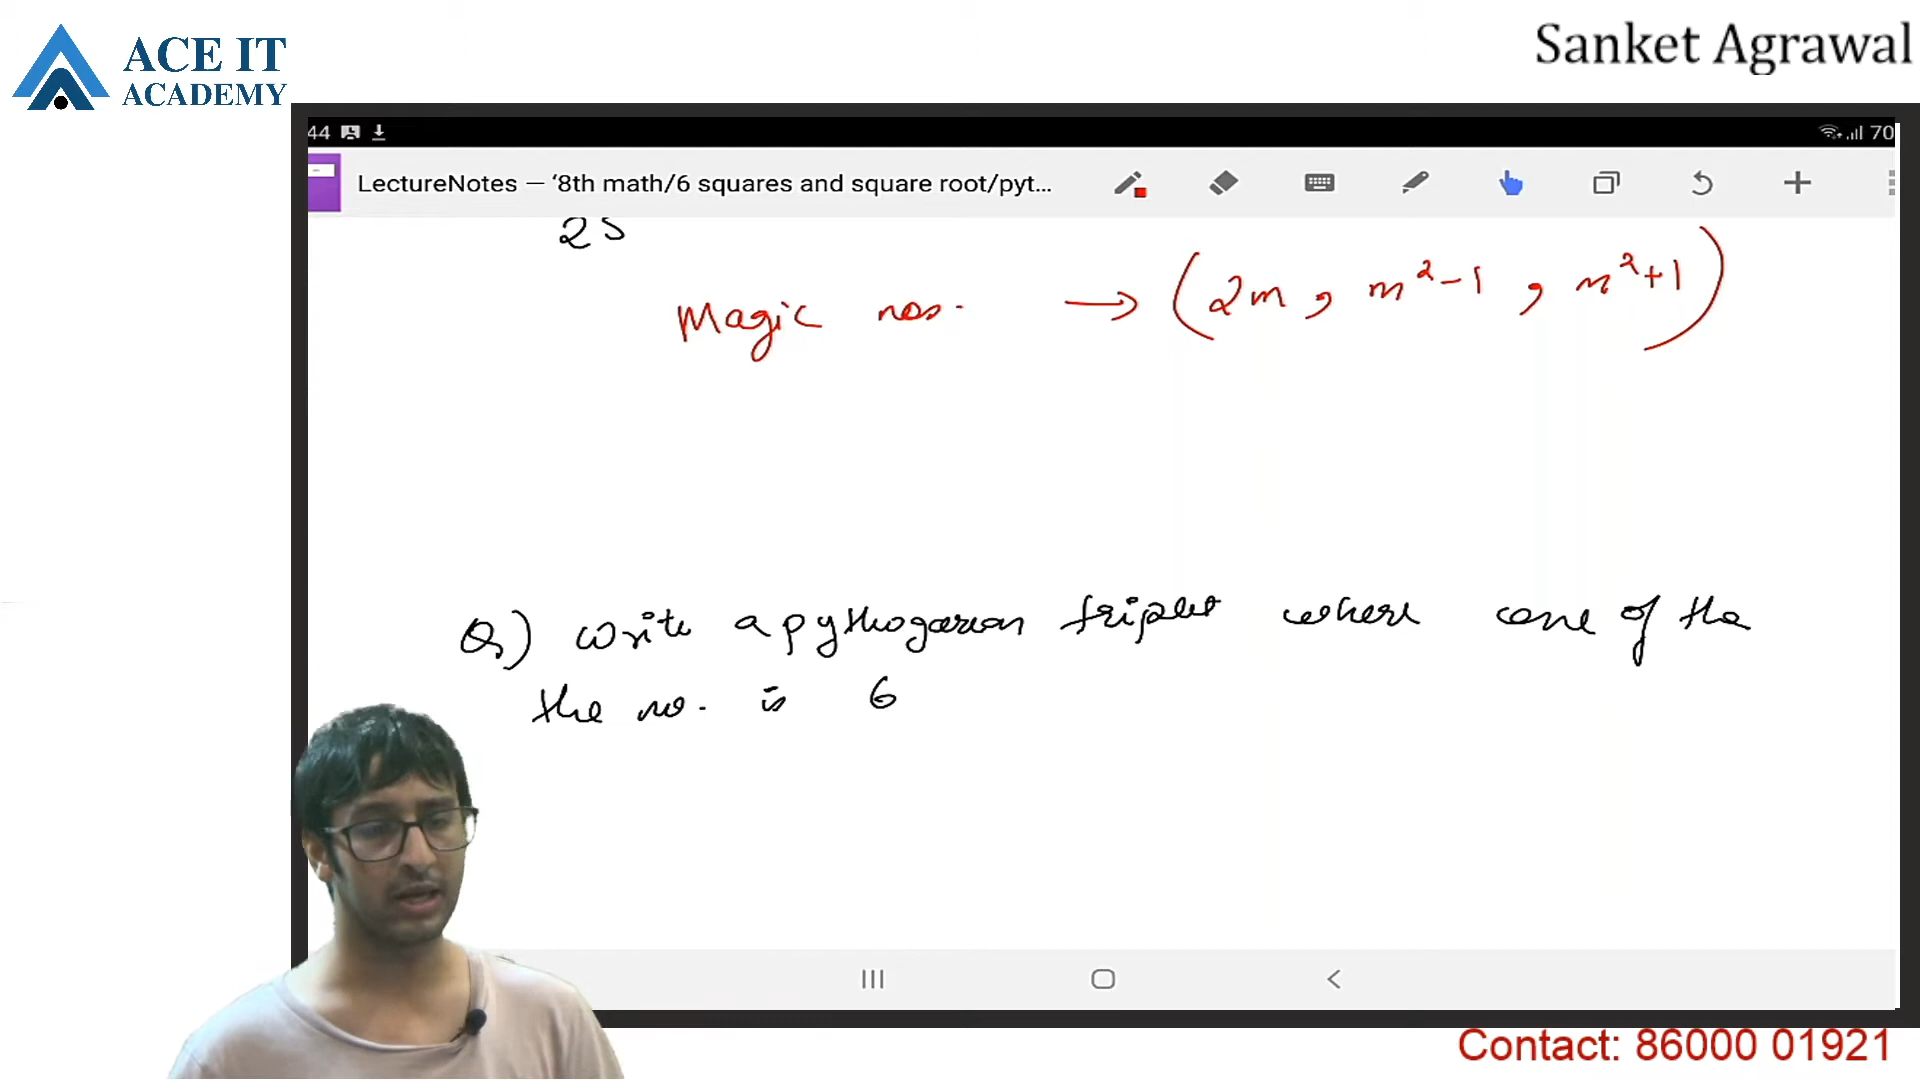 ACE IT
ACADEMY
Sanket Agrawal
44
70
LectureNotes — ‘8th math/6 squares and square root/pyt...
25
Magic nos. → (2m, m²-1, m²+1)
Q) write a pythogorean triplet where one of the
the no. is 6
Contact: 86000 01921